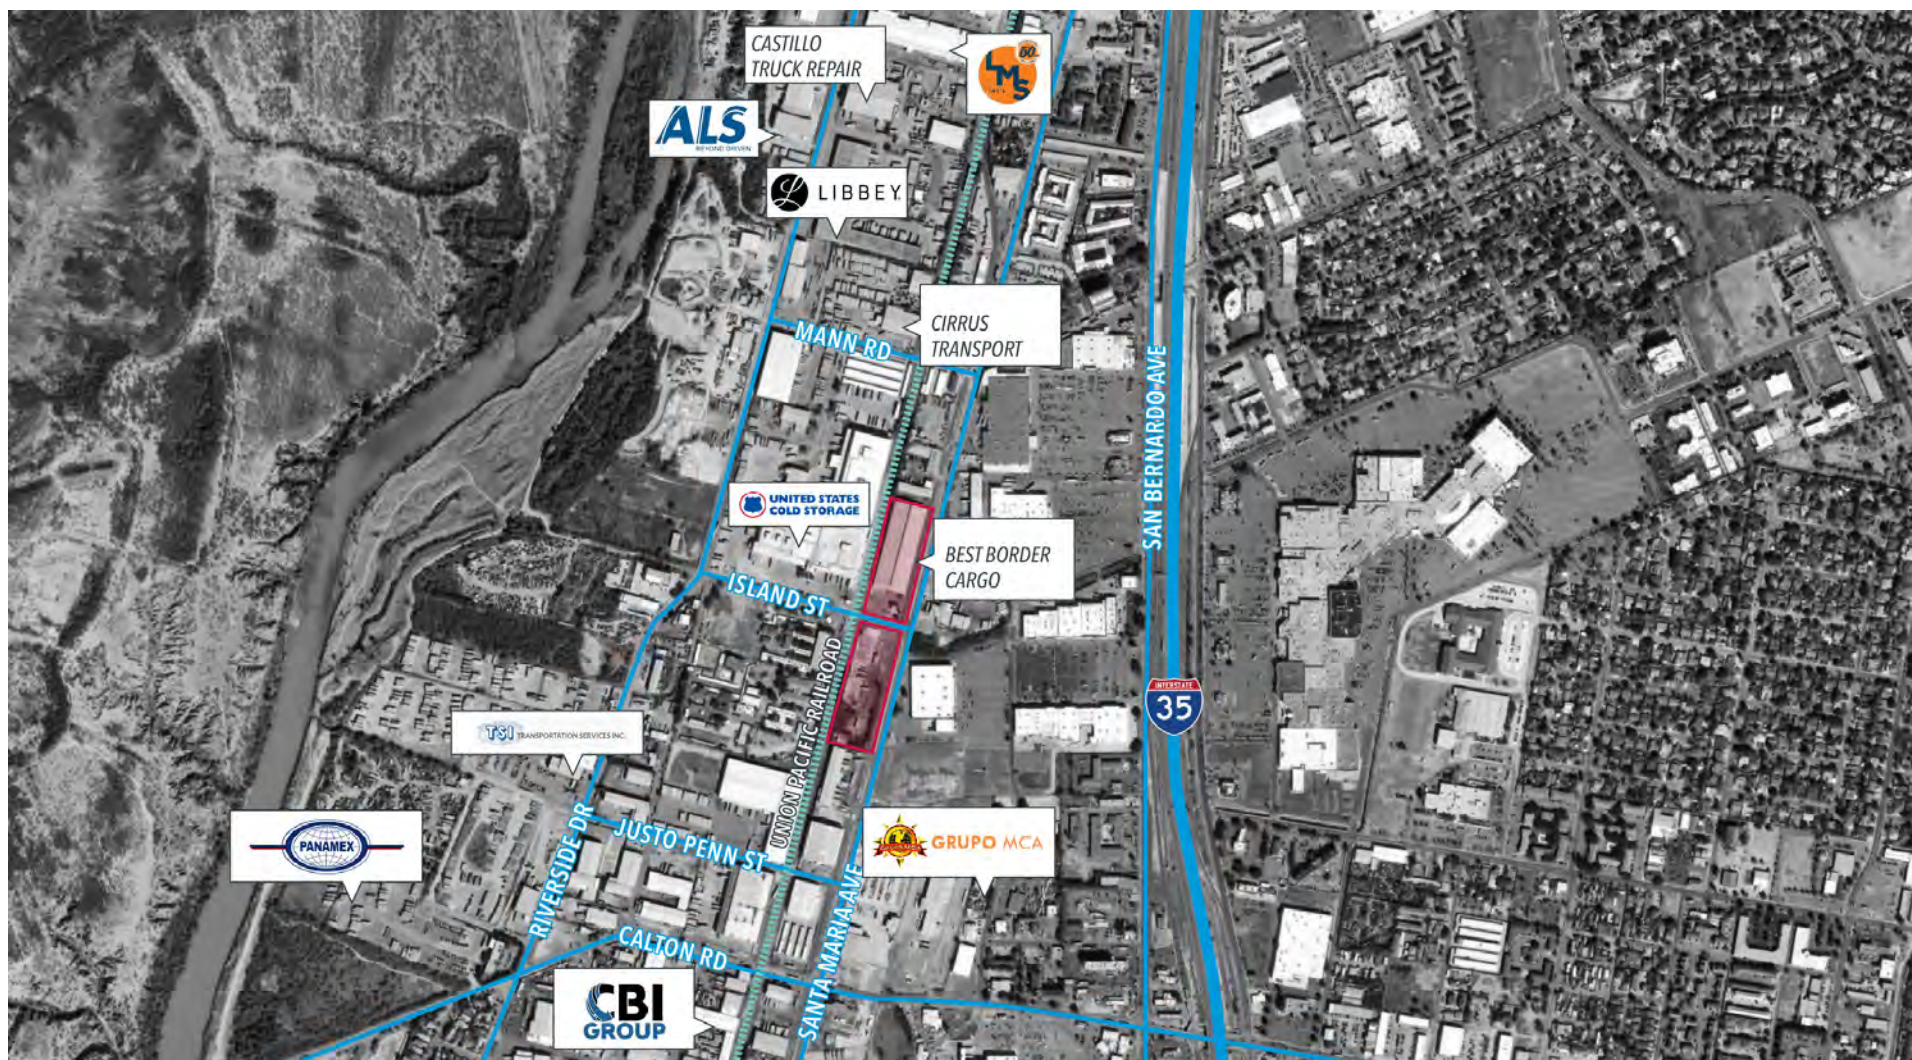 CASTILLO
TRUCK REPAIR
60
LMS
ALS
BEYOND DRIVEN
LIBBEY
CIRRUS
TRANSPORT
MANN RD
SAN BERNARDO AVE
UNITED STATES
COLD STORAGE
BEST BORDER
CARGO
ISLAND ST
UNION PACIFIC RAILROAD
INTERSTATE
35
TSI TRANSPORTATION SERVICES INC.
PANAMEX
RIVERSIDE DR
JUSTO PENN ST
GRUPO MCA
SANTA MARIA AVE
CALTON RD
CBI
GROUP